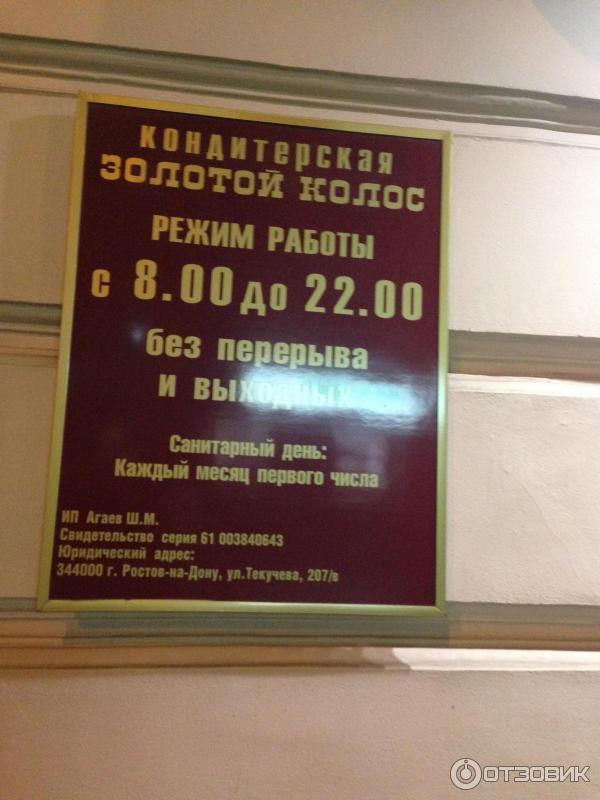 кондитерская
ЗОЛОТОЙ КОЛОС
РЕЖИМ РАБОТЫ
с 8.00 до 22.00
без перерыва
и выходных
Санитарный день:
Каждый месяц первого числа
ИП Агаев Ш.М.
Свидетельство серия 61 003840643
Юридический адрес:
344000 г. Ростов-на-Дону, ул.Текучева, 207/в
ОТЗОВИК